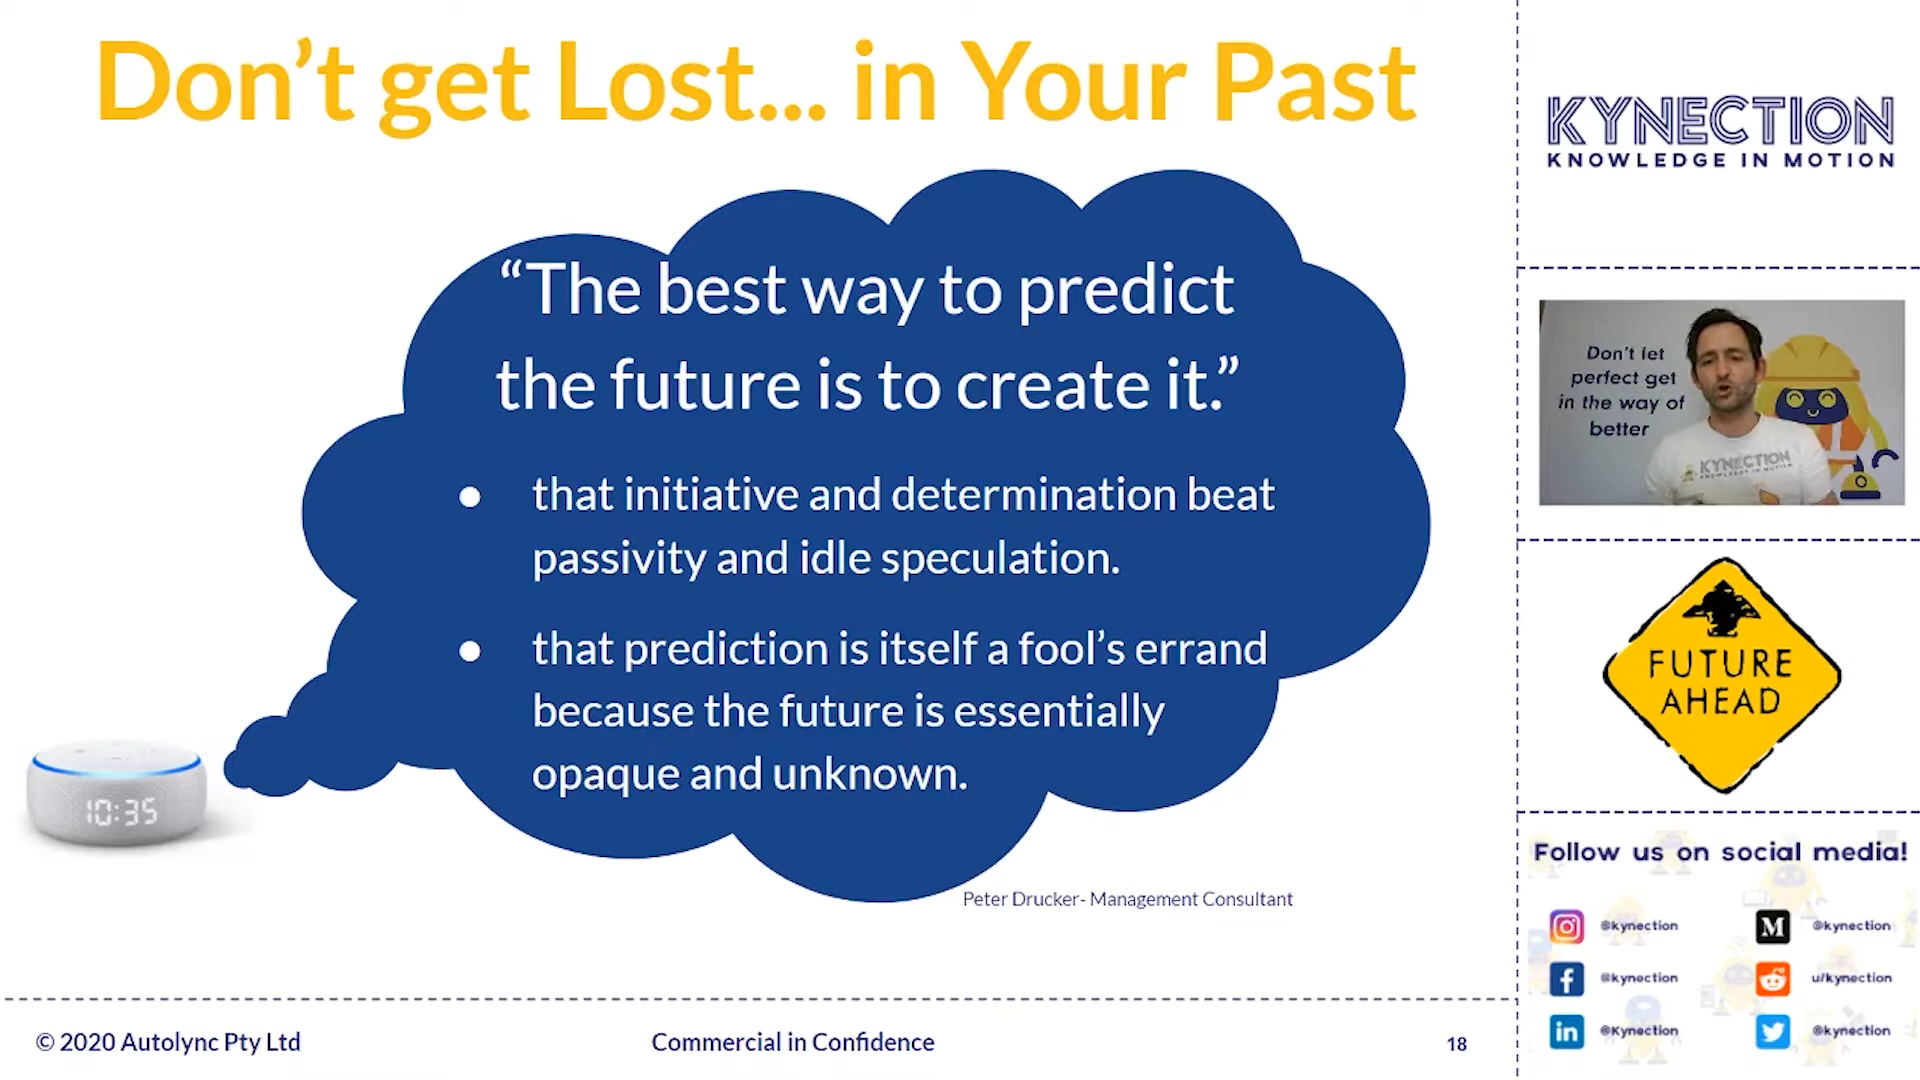 Don’t get Lost... in Your Past
“The best way to predict
the future is to create it.”
● that initiative and determination beat
passivity and idle speculation.
● that prediction is itself a fool’s errand
because the future is essentially
opaque and unknown.
10:35
Peter Drucker- Management Consultant
© 2020 Autolync Pty Ltd
Commercial in Confidence
18
KYNECTION
KNOWLEDGE IN MOTION
Don't let
perfect get
in the way of
better
KYNECTION
KNOWLEDGE IN MOTION
FUTURE
AHEAD
Follow us on social media!
@kynection
M @kynection
f @kynection
u/kynection
in @Kynection
@kynection